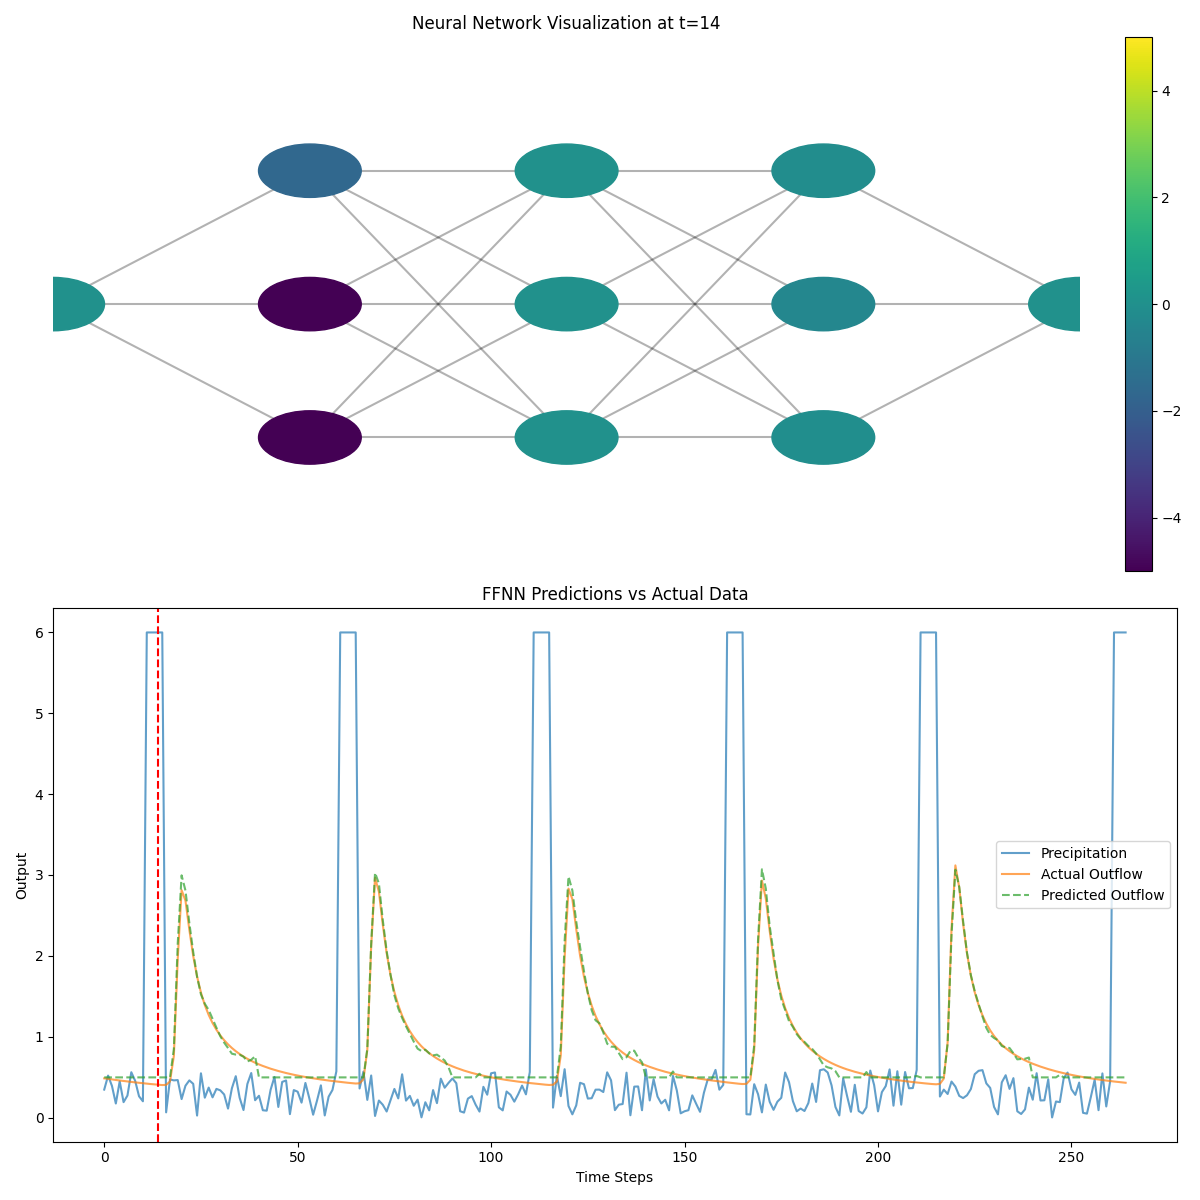 Neural Network Visualization at t=14
4
2
0
−2
−4
FFNN Predictions vs Actual Data
6
5
4
3
2
1
0
Output
Precipitation
Actual Outflow
Predicted Outflow
0 50 100 150 200 250
Time Steps